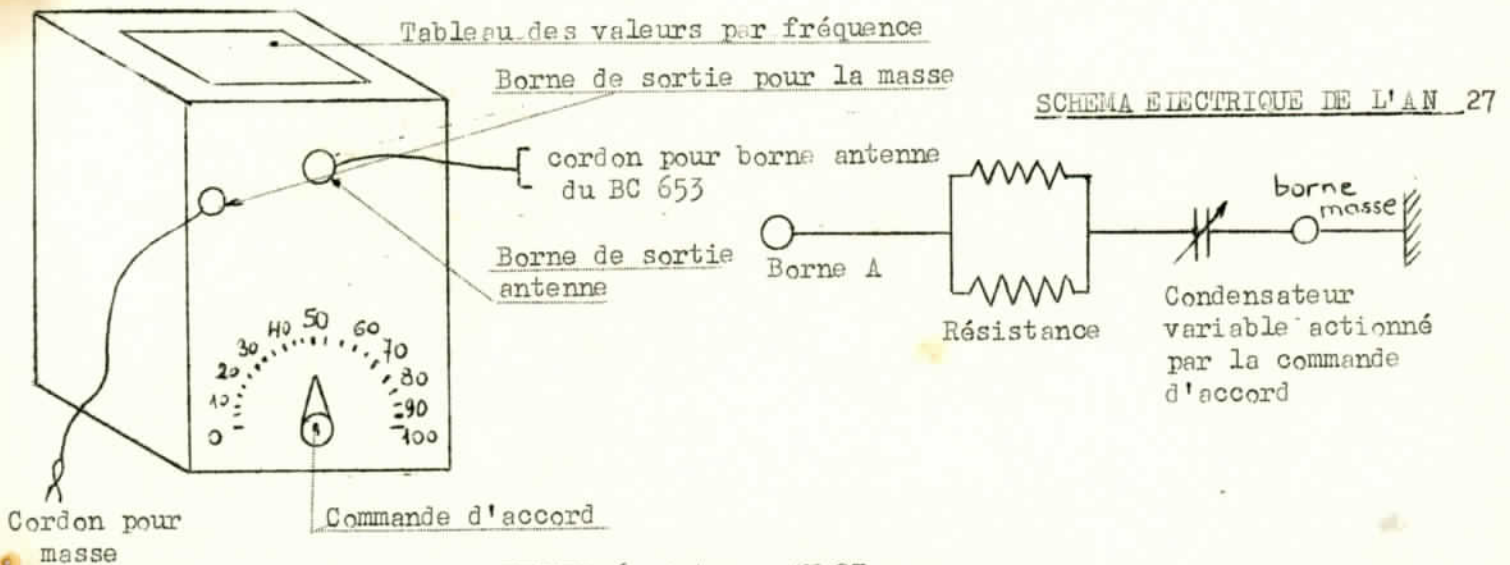 Tableau des valeurs par fréquence
Borne de sortie pour la masse
SCHEMA ELECTRIQUE DE L'AN 27
cordon pour borne antenne
du BC 653
Borne de sortie
antenne
0 10 20 30 40 50 60 70 80 90 100
Cordon pour
masse
Commande d'accord
Borne A
Résistance
borne
masse
Condensateur
variable actionné
par la commande
d'accord